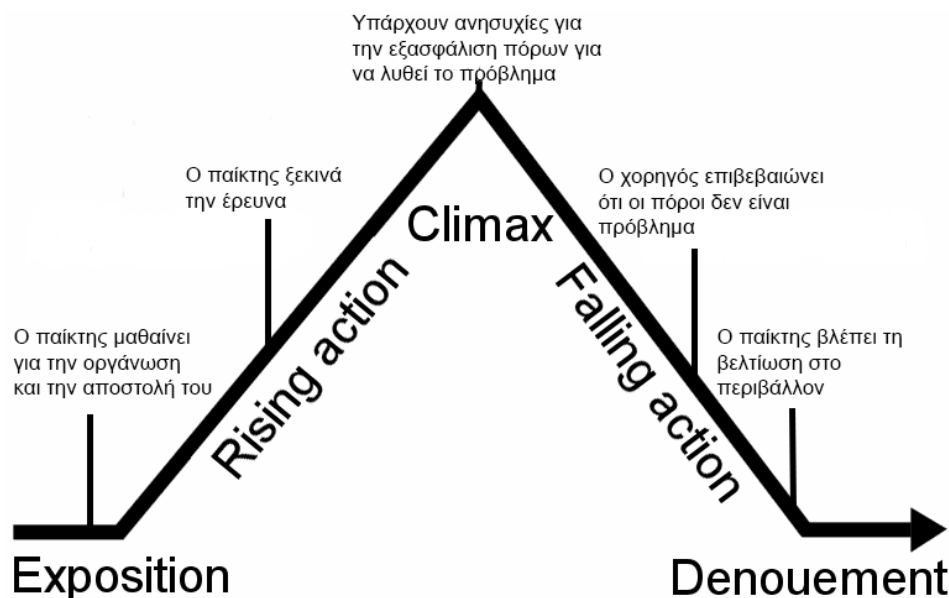 Υπάρχουν ανησυχίες για
την εξασφάλιση πόρων για
να λυθεί το πρόβλημα
Ο παίκτης ξεκινά
την έρευνα
Ο χορηγός επιβεβαιώνει
ότι οι πόροι δεν είναι
πρόβλημα
Climax
Rising action
Falling action
Ο παίκτης μαθαίνει
για την οργάνωση
και την αποστολή του
Ο παίκτης βλέπει τη
βελτίωση στο
περιβάλλον
Exposition
Denouement